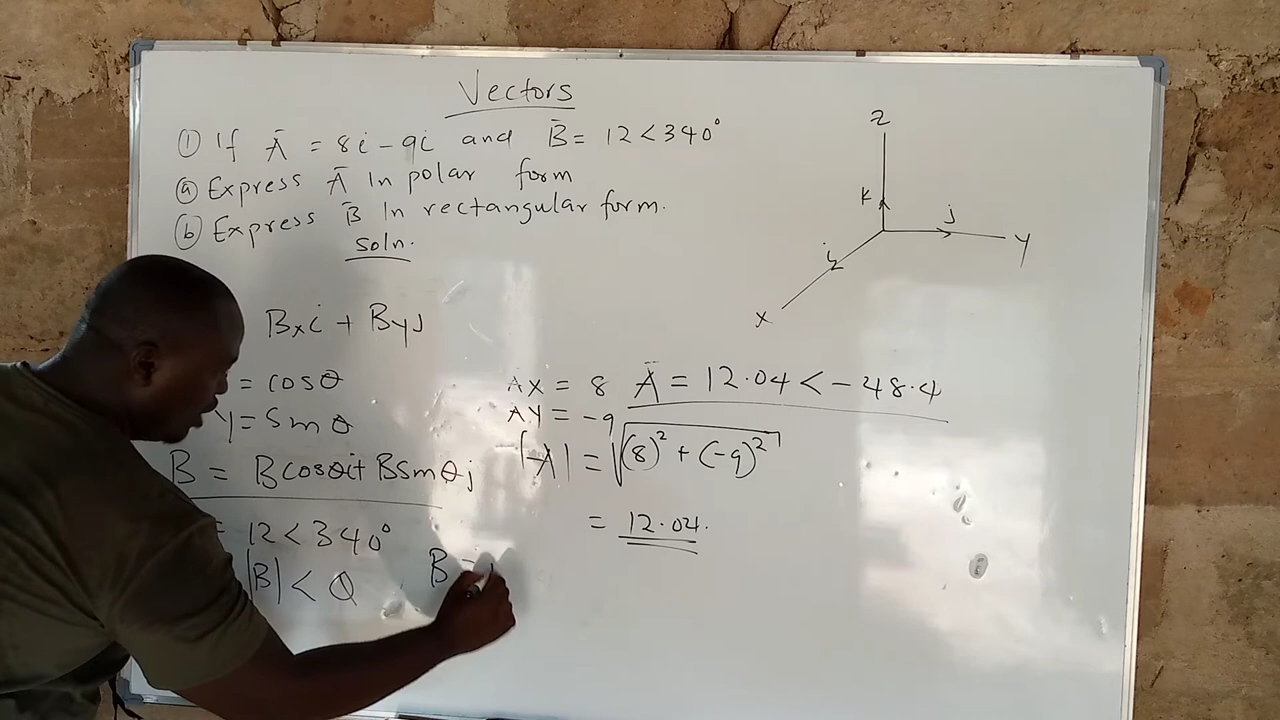 Vectors
① If Ā = 8i - 9i and B̄ = 12 < 340°
ⓐ Express Ā In polar form
ⓑ Express B̄ In rectangular form.
soln.
z
k
j
y
i
x
Bxi + Byj
= cosθ
y = Sinθ
B = Bcosθi + BSinθj
= 12 < 340°
|B| < θ
B =
AX = 8
AY = -9
Ā = 12.04 < -48.4
|A| = √(8)² + (-9)²
= 12.04.